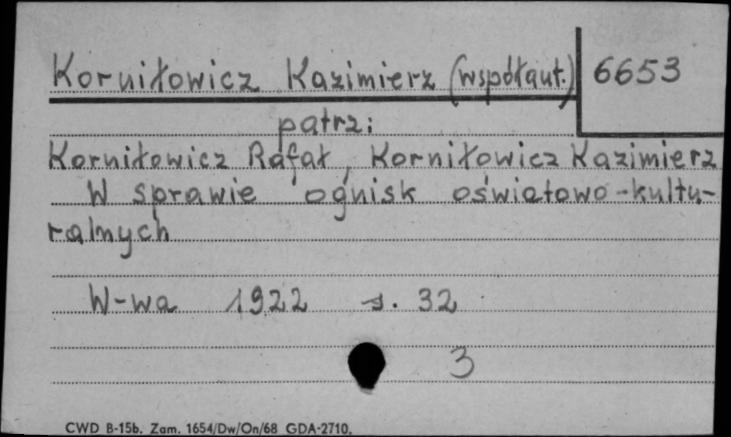 Korniłowicz Kazimierz (współaut.) 6653
patrz:
Korniłowicz Rafał, Korniłowicz Kazimierz
W sprawie ognisk oświatowo-kultu-
ralnych
W-wa 1922 s. 32
3
CWD B-15b. Zam. 1654/Dw/On/68 GDA-2710.